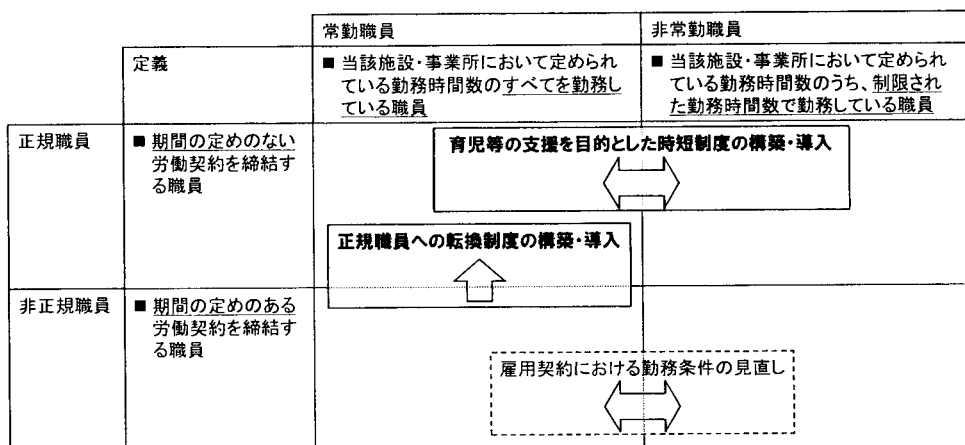 常勤職員
非常勤職員
定義
■ 当該施設・事業所において定められ
ている勤務時間数のすべてを勤務し
ている職員
■ 当該施設・事業所において定められ
ている勤務時間数のうち、制限され
た勤務時間数で勤務している職員
正規職員
■ 期間の定めのない
労働契約を締結す
る職員
育児等の支援を目的とした時短制度の構築・導入
正規職員への転換制度の構築・導入
非正規職員
■ 期間の定めのある
労働契約を締結す
る職員
雇用契約における勤務条件の見直し